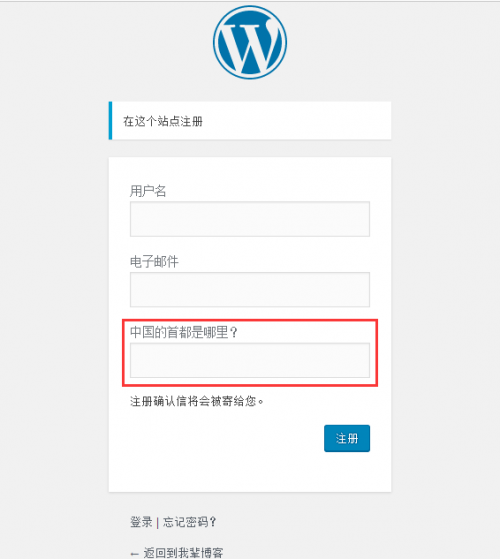 在这个站点注册
用户名
电子邮件
中国的首都是哪里？
注册确认信将会被寄给您。
注册
登录 | 忘记密码？
← 返回到我辈博客